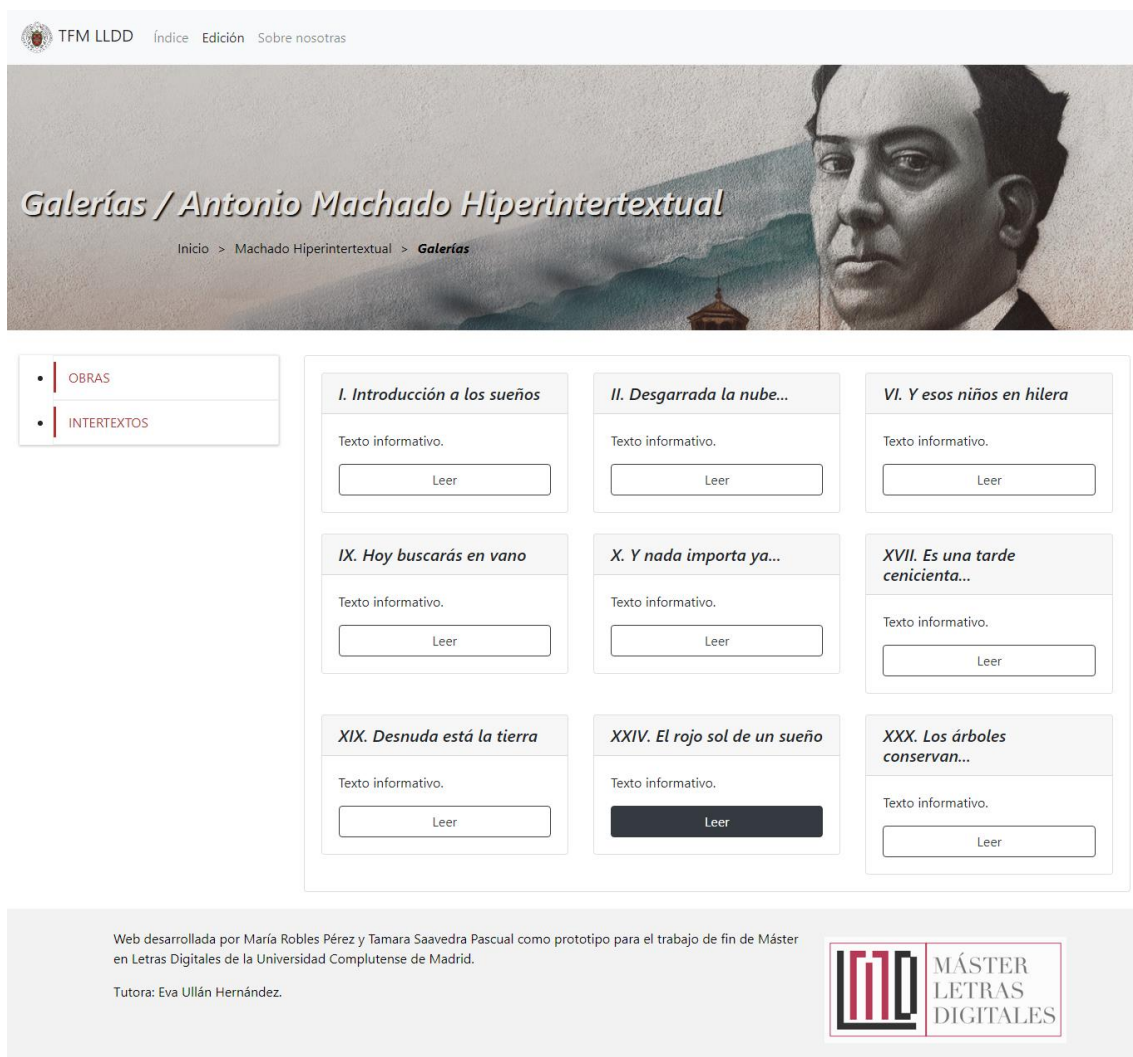 TFM LLDD Índice Edición Sobre nosotras
Galerías / Antonio Machado Hiperintertextual
Inicio > Machado Hiperintertextual > Galerías
OBRAS
INTERTEXTOS
I. Introducción a los sueños
Texto informativo.
Leer
II. Desgarrada la nube...
Texto informativo.
Leer
VI. Y esos niños en hilera
Texto informativo.
Leer
IX. Hoy buscarás en vano
Texto informativo.
Leer
X. Y nada importa ya...
Texto informativo.
Leer
XVII. Es una tarde
cenicienta...
Texto informativo.
Leer
XIX. Desnuda está la tierra
Texto informativo.
Leer
XXIV. El rojo sol de un sueño
Texto informativo.
Leer
XXX. Los árboles
conservan...
Texto informativo.
Leer
Web desarrollada por María Robles Pérez y Tamara Saavedra Pascual como prototipo para el trabajo de fin de Máster
en Letras Digitales de la Universidad Complutense de Madrid.
Tutora: Eva Ullán Hernández.
MÁSTER
LETRAS
DIGITALES